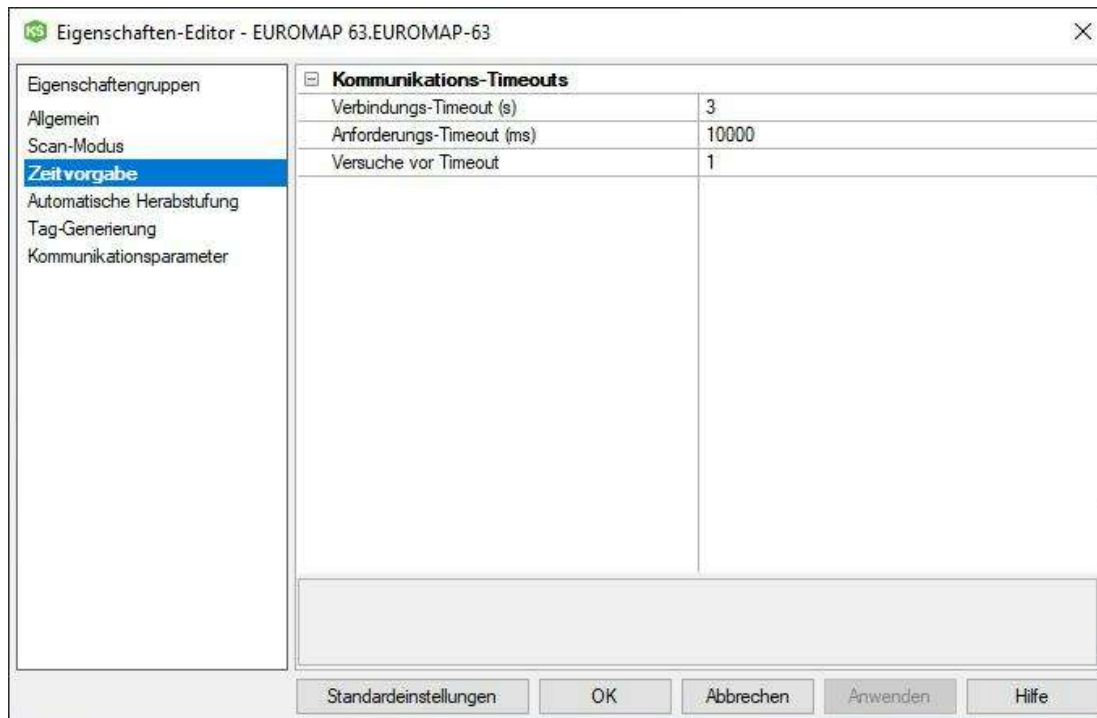 KS Eigenschaften-Editor - EUROMAP 63.EUROMAP-63
Eigenschaftengruppen
Allgemein
Scan-Modus
Zeitvorgabe
Automatische Herabstufung
Tag-Generierung
Kommunikationsparameter
Kommunikations-Timeouts
Verbindungs-Timeout (s) 3
Anforderungs-Timeout (ms) 10000
Versuche vor Timeout 1
Standardeinstellungen OK Abbrechen Anwenden Hilfe